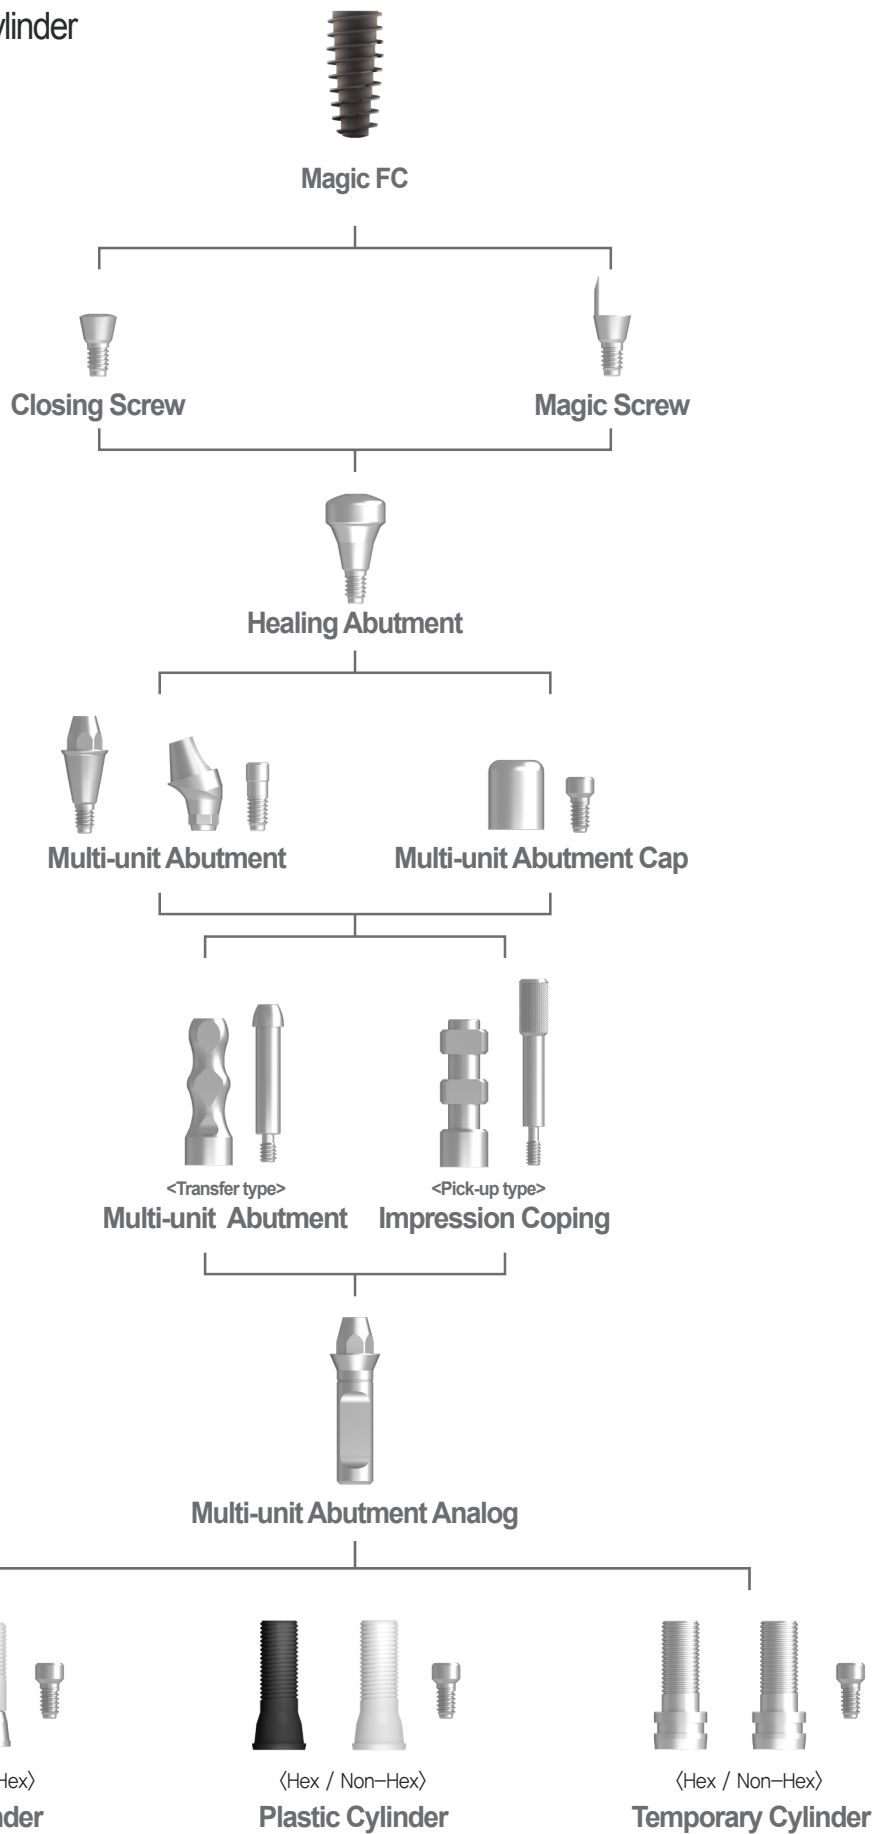 ylinder
Magic FC
Closing Screw
Magic Screw
Healing Abutment
Multi-unit Abutment
Multi-unit Abutment Cap
<Transfer type>
<Pick-up type>
Multi-unit Abutment
Impression Coping
Multi-unit Abutment Analog
Hex〉
〈Hex / Non-Hex〉
〈Hex / Non-Hex〉
nder
Plastic Cylinder
Temporary Cylinder